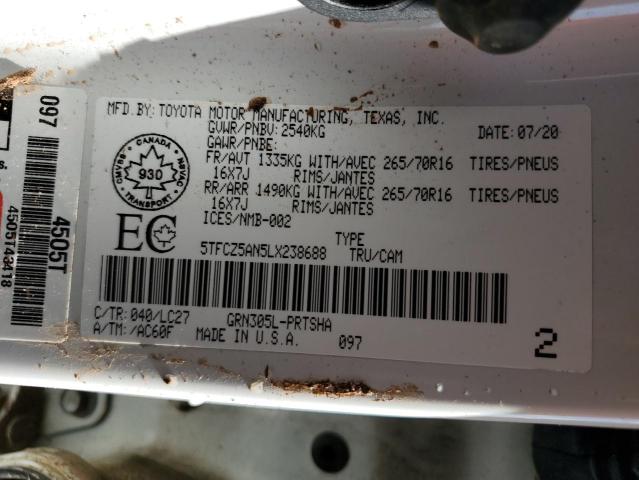 MFD.BY: TOYOTA MOTOR MANUFACTURING, TEXAS, INC.
GVWR/PNBV: 2540KG DATE: 07/20
GAWR/PNBE:
FR/AVT 1335KG WITH/AVEC 265/70R16 TIRES/PNEUS
16X7J RIMS/JANTES
RR/ARR 1490KG WITH/AVEC 265/70R16 TIRES/PNEUS
16X7J RIMS/JANTES
ICES/NMB-002
CANADA
930
TRANSPORT
EC
TYPE
5TFCZ5AN5LX238688 TRU/CAM
C/TR: 040/LC27 GRN305L-PRTSHA
A/TM: /AC60F MADE IN U.S.A. 097
2
097
4505T
4505T43418